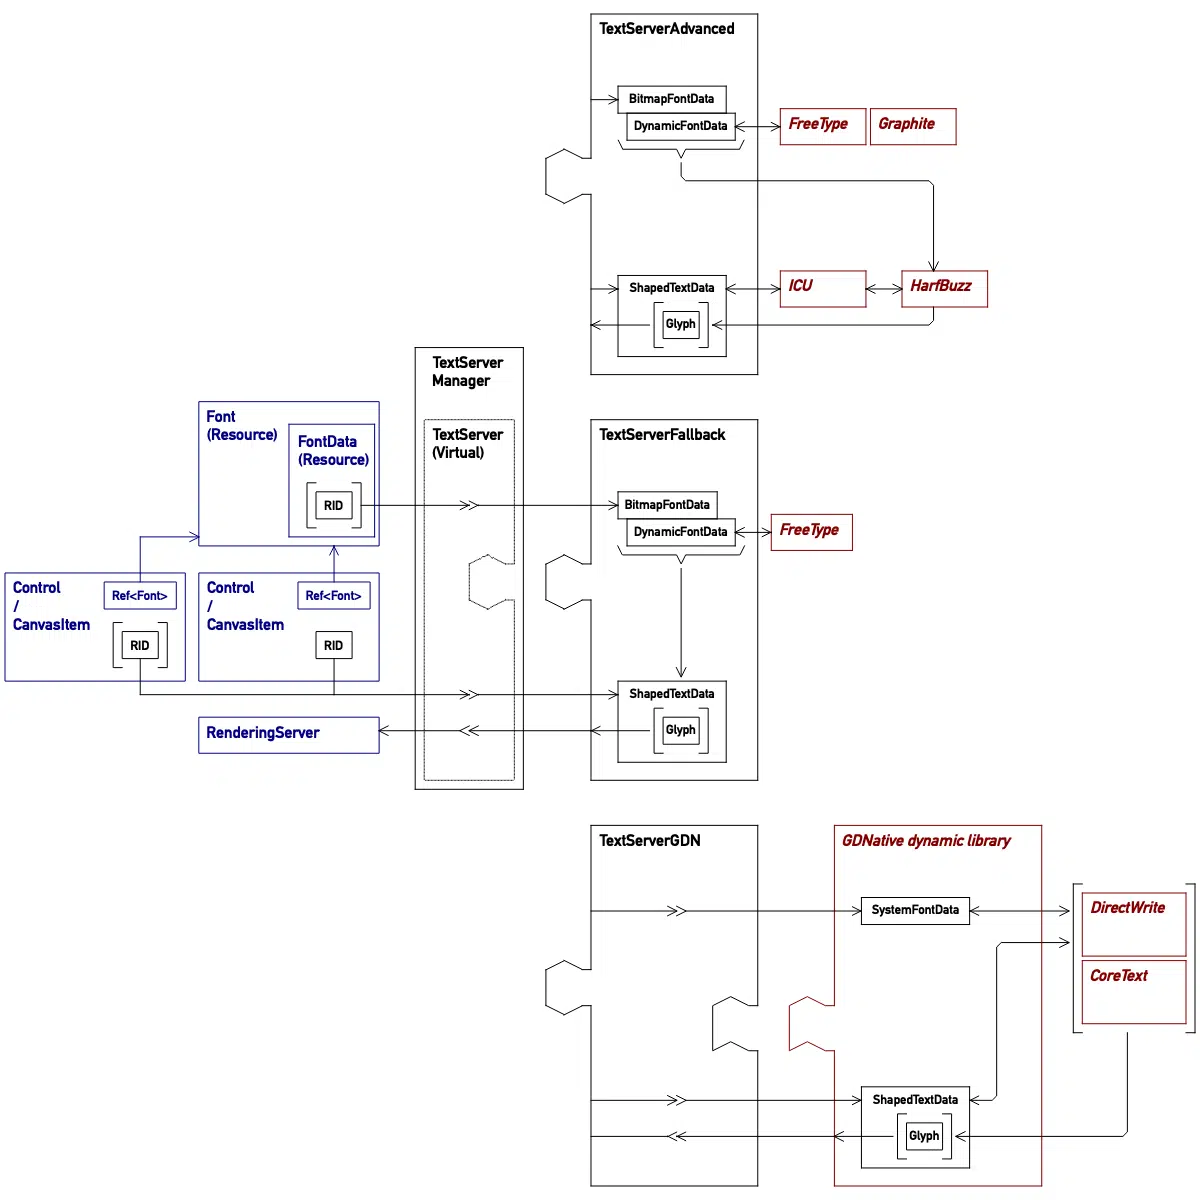 TextServerAdvanced
BitmapFontData
DynamicFontData
FreeType
Graphite
ShapedTextData
ICU
HarfBuzz
Glyph
TextServer
Manager
TextServer
(Virtual)
Font
(Resource)
FontData
(Resource)
RID
Control
/
CanvasItem
Ref<Font>
RID
Control
/
CanvasItem
Ref<Font>
RID
RenderingServer
TextServerFallback
BitmapFontData
DynamicFontData
FreeType
ShapedTextData
Glyph
TextServerGDN
GDNative dynamic library
SystemFontData
DirectWrite
CoreText
ShapedTextData
Glyph